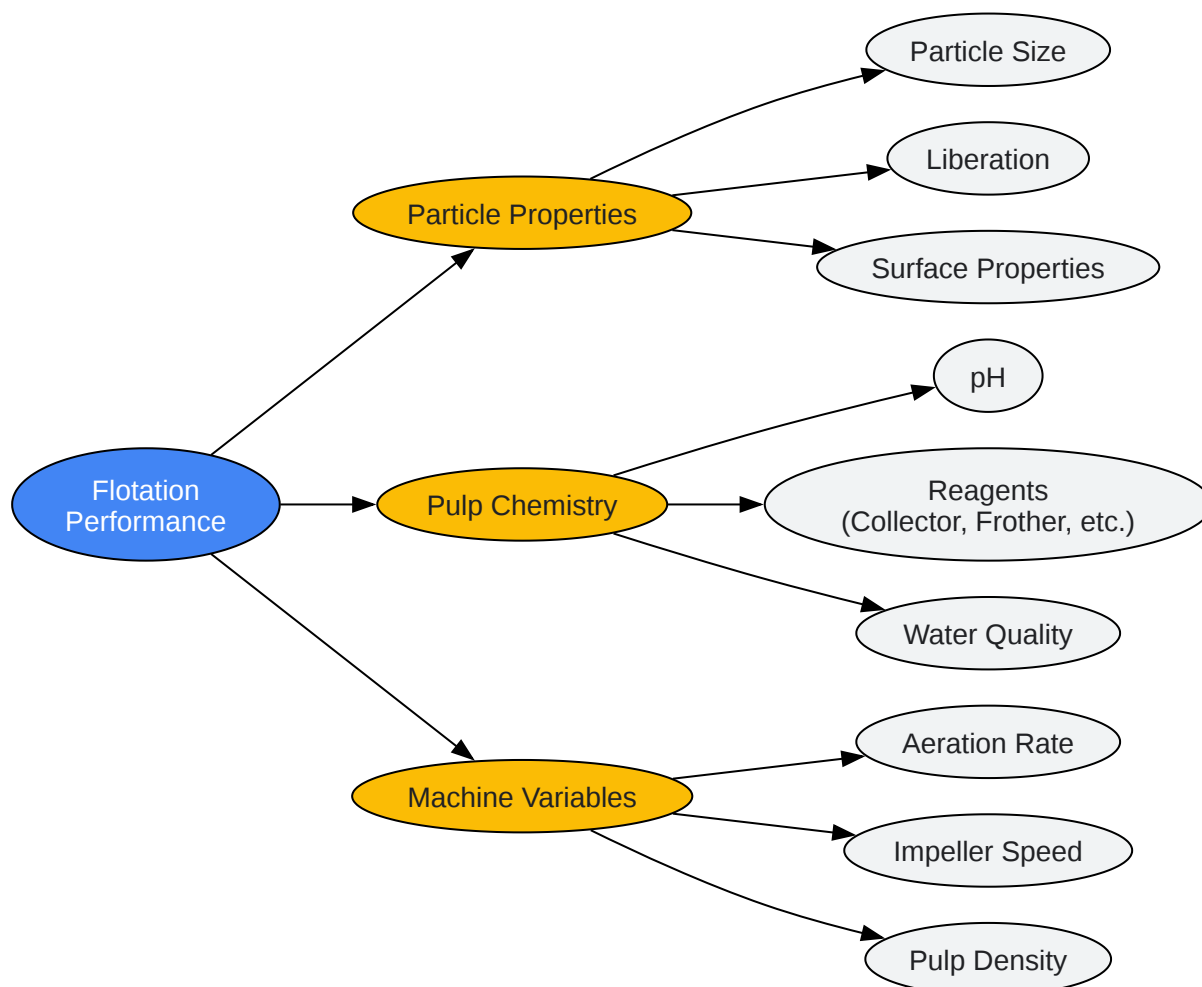 Particle Size
Liberation
Particle Properties
Surface Properties
pH
Flotation
Performance
Pulp Chemistry
Reagents
(Collector, Frother, etc.)
Water Quality
Aeration Rate
Machine Variables
Impeller Speed
Pulp Density